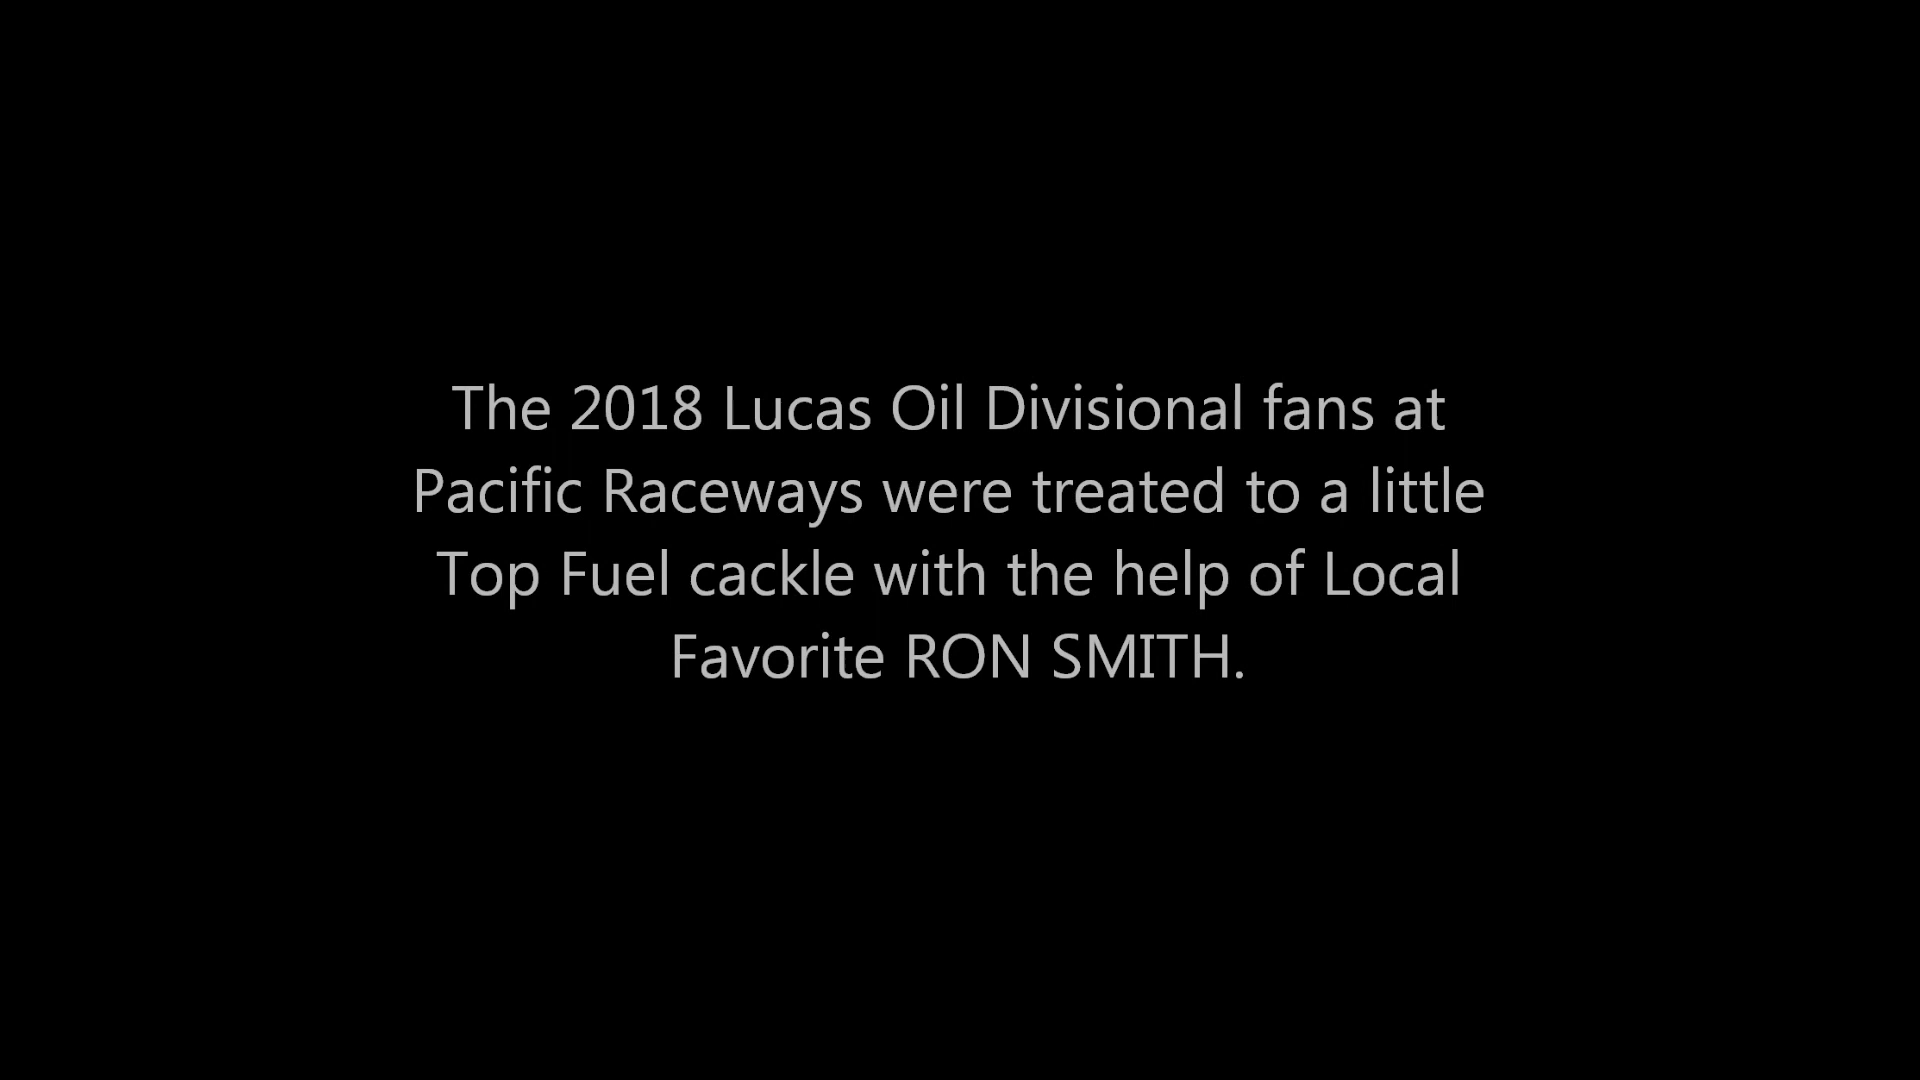 The 2018 Lucas Oil Divisional fans at
Pacific Raceways were treated to a little
Top Fuel cackle with the help of Local
Favorite RON SMITH.